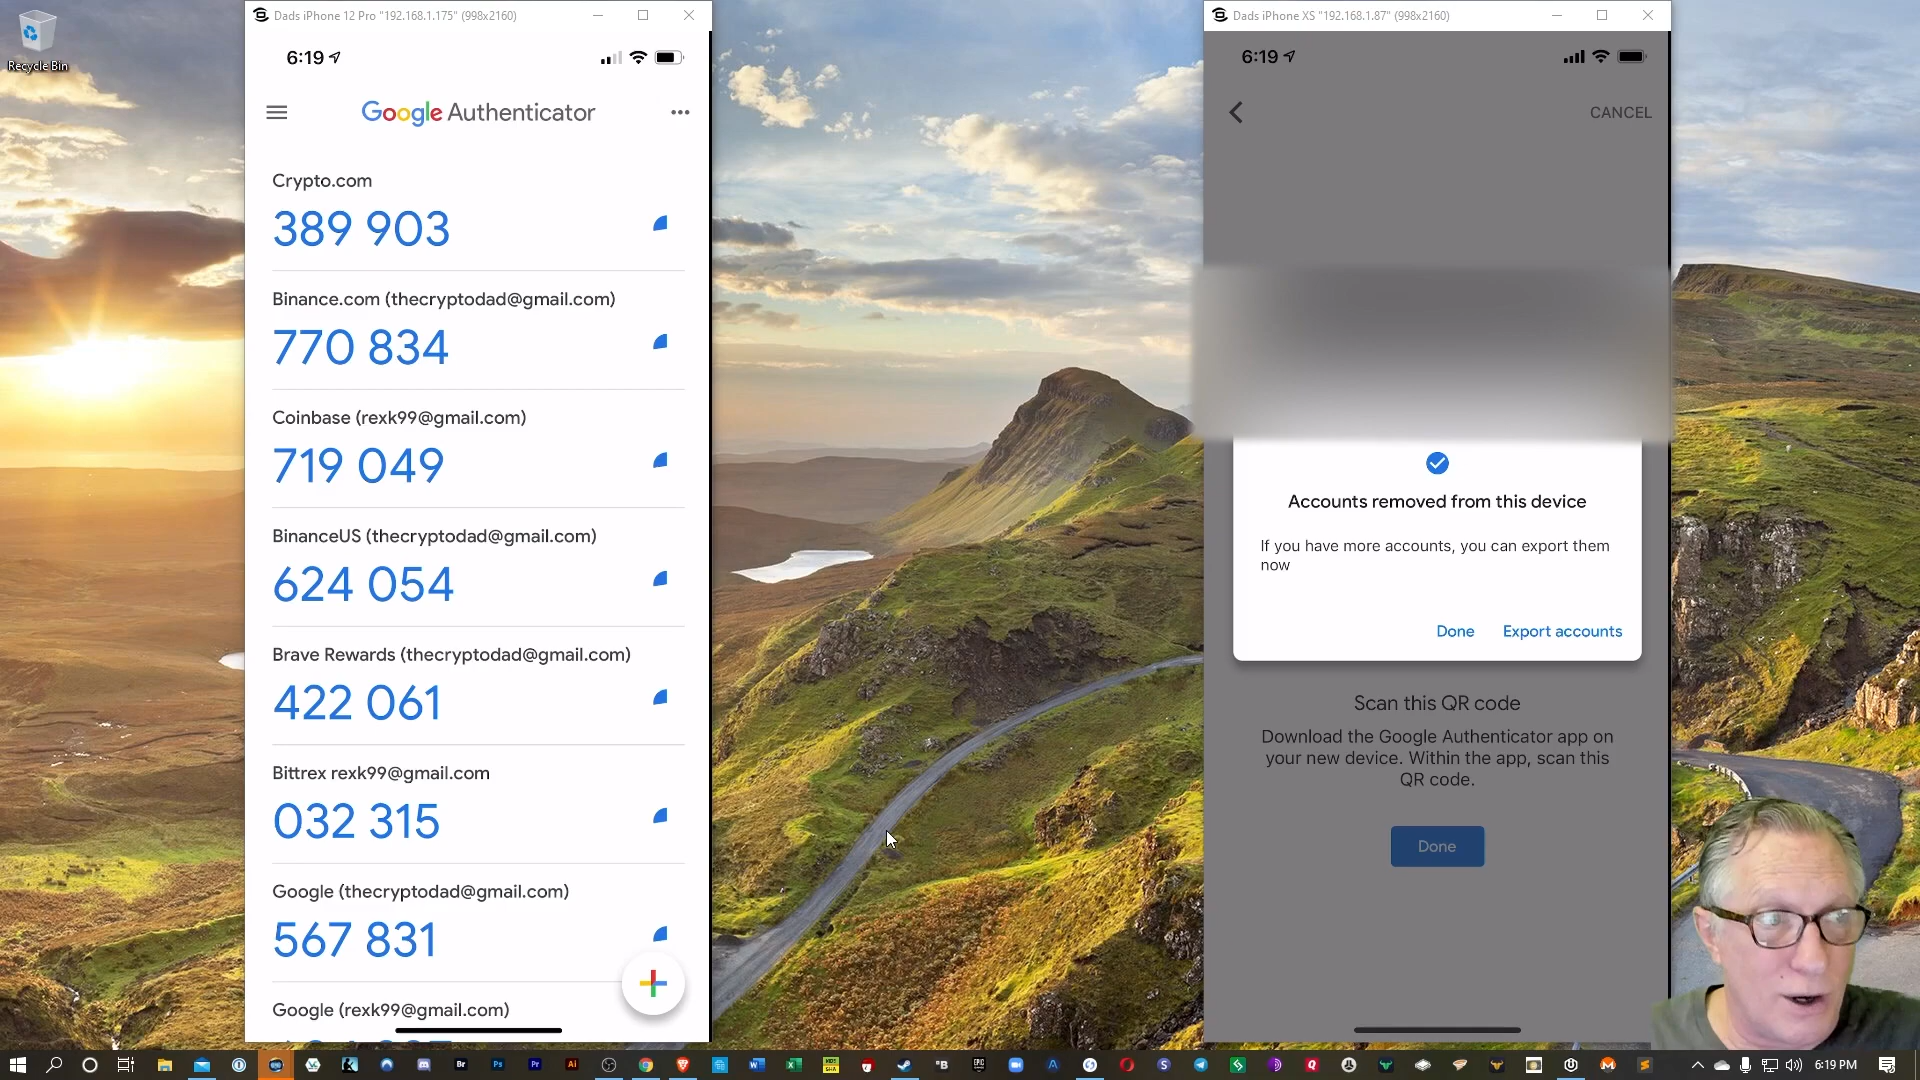 Recycle Bin
Dads iPhone 12 Pro "192.168.1.175" (998x2160)
6:19
Google Authenticator
Crypto.com
389 903
Binance.com (thecryptodad@gmail.com)
770 834
Coinbase (rexk99@gmail.com)
719 049
BinanceUS (thecryptodad@gmail.com)
624 054
Brave Rewards (thecryptodad@gmail.com)
422 061
Bittrex rexk99@gmail.com
032 315
Google (thecryptodad@gmail.com)
567 831
Google (rexk99@gmail.com)
Dads iPhone XS "192.168.1.87" (998x2160)
6:19
CANCEL
Accounts removed from this device
If you have more accounts, you can export them
now
Done
Export accounts
Scan this QR code
Download the Google Authenticator app on
your new device. Within the app, scan this
QR code.
Done
6:19 PM